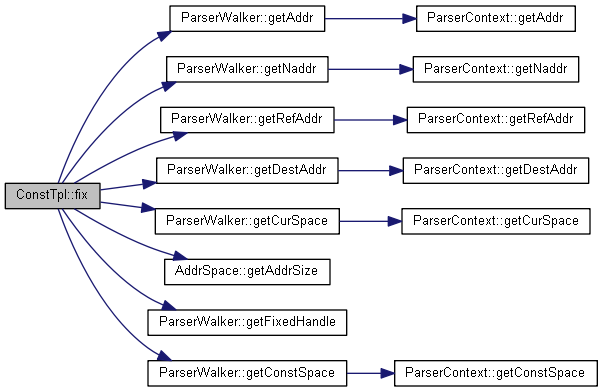 ParserWalker::getAddr
ParserContext::getAddr
ParserWalker::getNaddr
ParserContext::getNaddr
ParserWalker::getRefAddr
ParserContext::getRefAddr
ParserWalker::getDestAddr
ParserContext::getDestAddr
ConstTpl::fix
ParserWalker::getCurSpace
ParserContext::getCurSpace
AddrSpace::getAddrSize
ParserWalker::getFixedHandle
ParserWalker::getConstSpace
ParserContext::getConstSpace